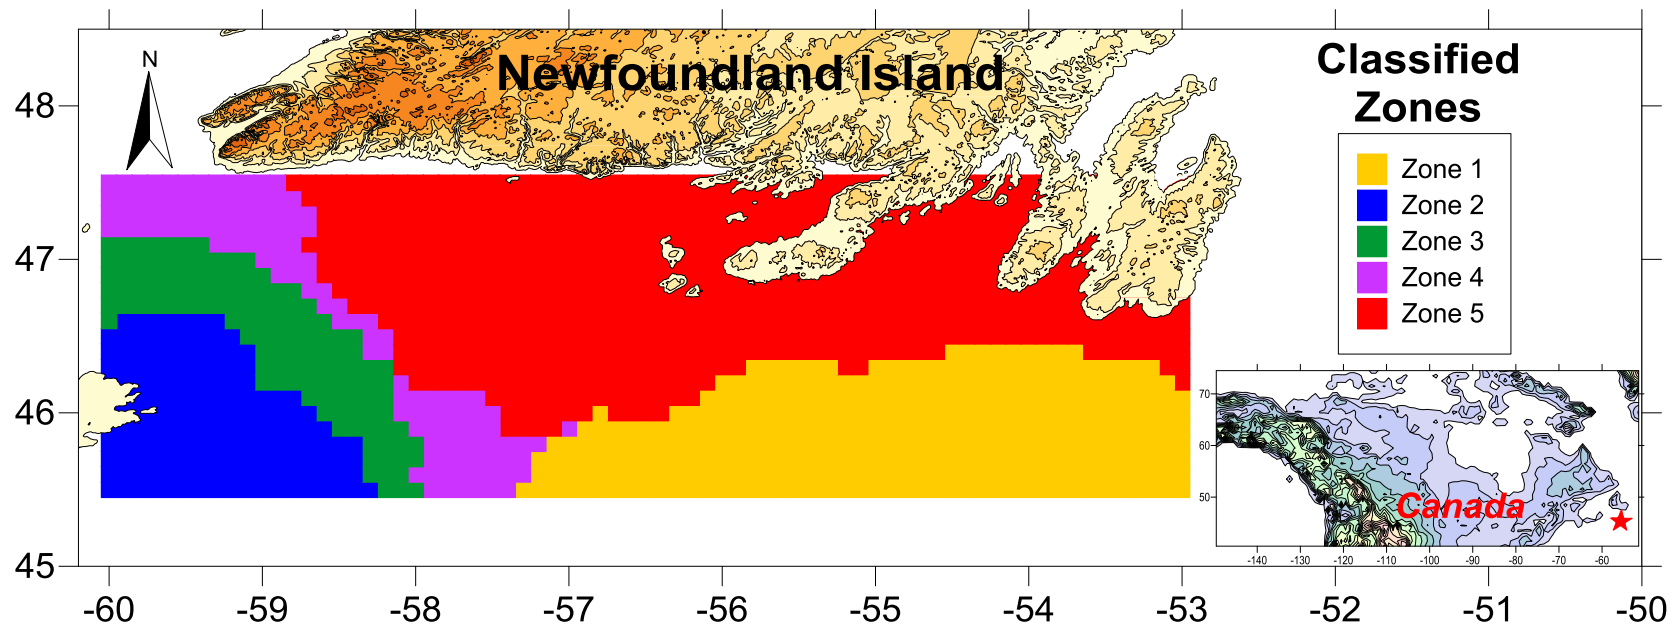 N
Newfoundland Island
Classified
Zones
Zone 1
Zone 2
Zone 3
Zone 4
Zone 5
48
47
46
45
-60 -59 -58 -57 -56 -55 -54 -53 -52 -51 -50
70
60
50
Canada
-140 -130 -120 -110 -100 -90 -80 -70 -60